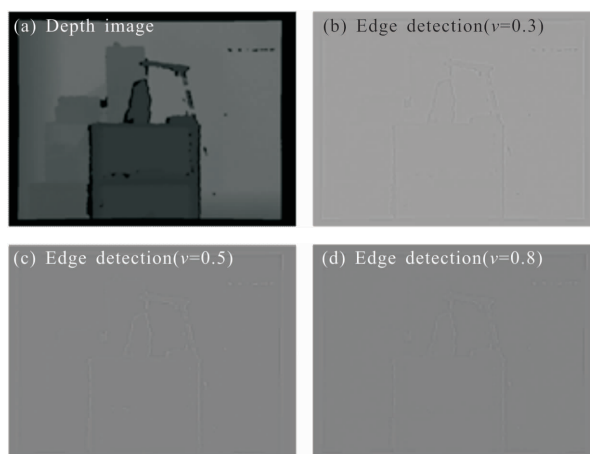 (a) Depth image
(b) Edge detection(v=0.3)
(c) Edge detection(v=0.5)
(d) Edge detection(v=0.8)